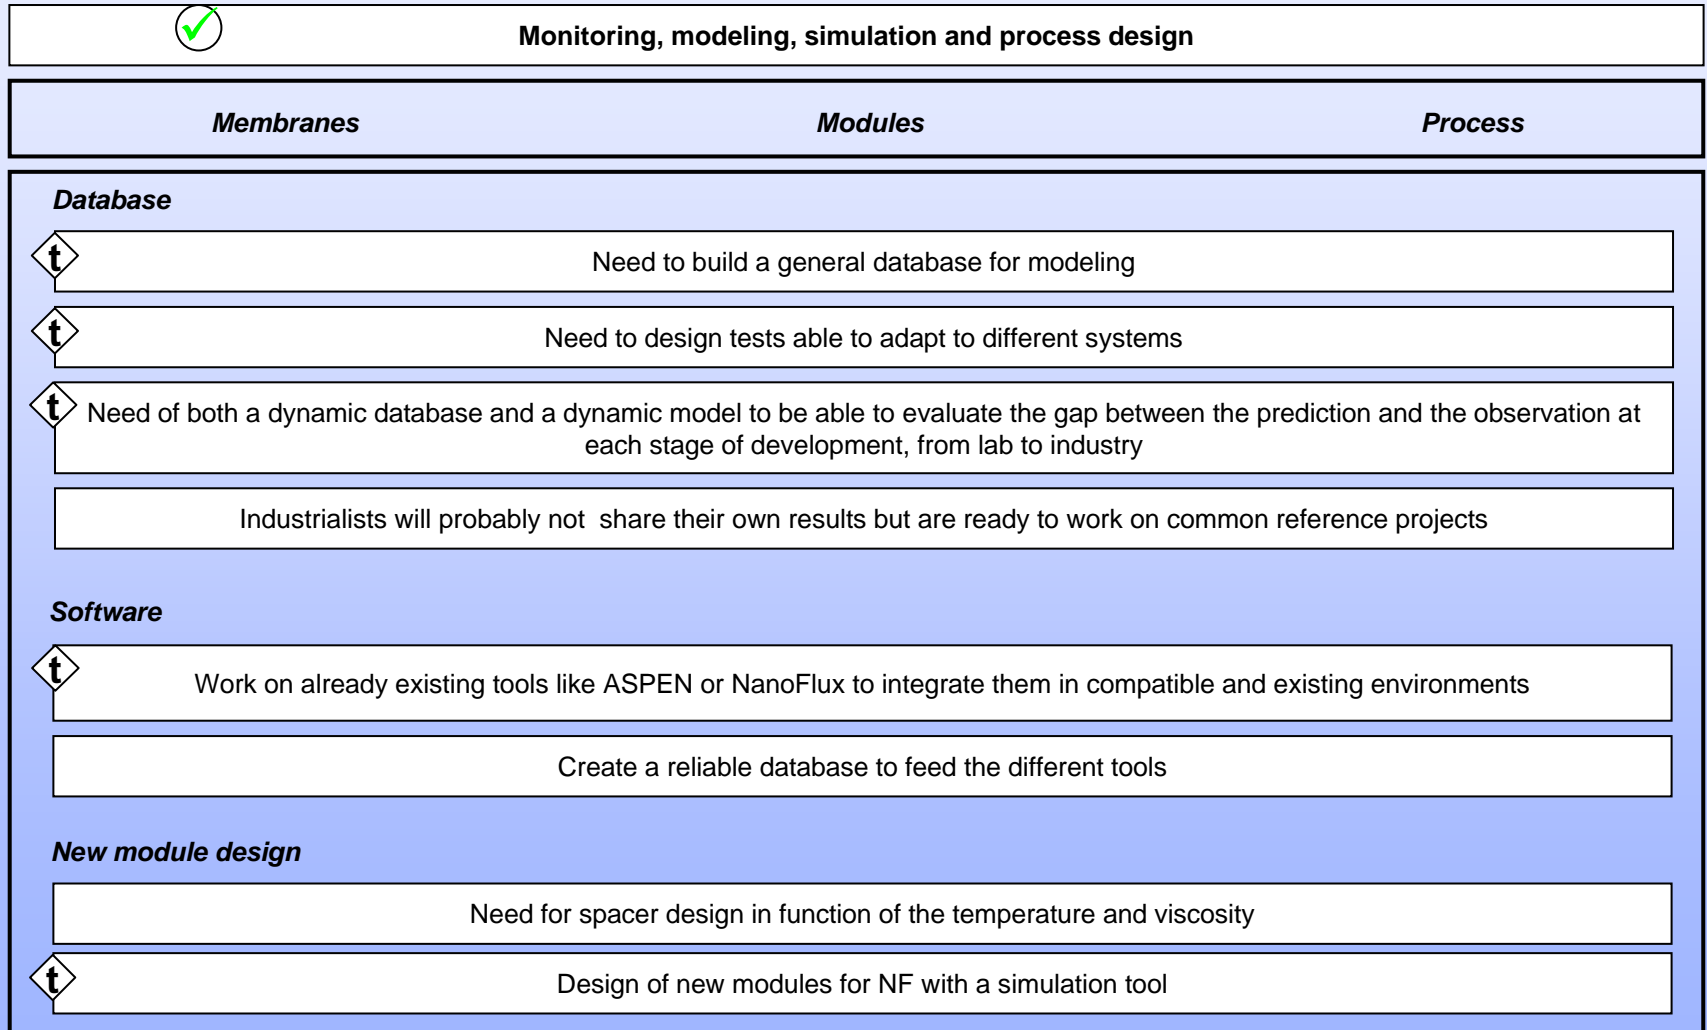 Monitoring, modeling, simulation and process design
Membranes Modules Process
Database
t Need to build a general database for modeling
t Need to design tests able to adapt to different systems
t Need of both a dynamic database and a dynamic model to be able to evaluate the gap between the prediction and the observation at
each stage of development, from lab to industry
Industrialists will probably not share their own results but are ready to work on common reference projects
Software
t Work on already existing tools like ASPEN or NanoFlux to integrate them in compatible and existing environments
Create a reliable database to feed the different tools
New module design
Need for spacer design in function of the temperature and viscosity
t Design of new modules for NF with a simulation tool